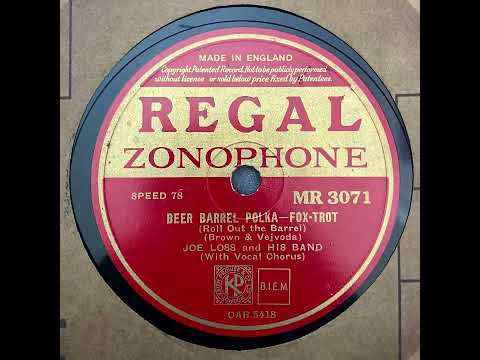 MADE IN ENGLAND
Copyright Patented Record. Not to be publicly performed
without license or sold below price fixed by Patentees.
REGAL
ZONOPHONE
SPEED 78 MR 3071
BEER BARREL POLKA—FOX-TROT
(Roll Out the Barrel)
(Brown & Vejvoda)
JOE LOSS and HIS BAND
(With Vocal Chorus)
B.I.E.M
OAR.5418